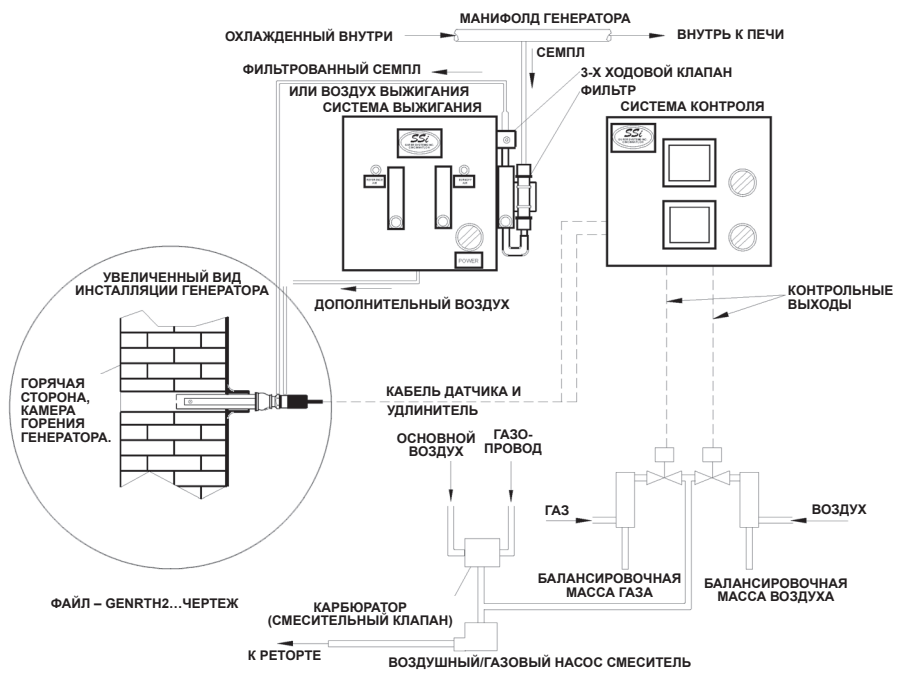 МАНИФОЛД ГЕНЕРАТОРА
ОХЛАЖДЕННЫЙ ВНУТРИ
ВНУТРЬ К ПЕЧИ
СЕМПЛ
ФИЛЬТРОВАННЫЙ СЕМПЛ
ИЛИ ВОЗДУХ ВЫЖИГАНИЯ
3-Х ХОДОВОЙ КЛАПАН
ФИЛЬТР
СИСТЕМА ВЫЖИГАНИЯ
СИСТЕМА КОНТРОЛЯ
SSi
SSi
POWER
УВЕЛИЧЕННЫЙ ВИД
ИНСТАЛЛЯЦИИ ГЕНЕРАТОРА
ДОПОЛНИТЕЛЬНЫЙ ВОЗДУХ
КОНТРОЛЬНЫЕ
ВЫХОДЫ
ГОРЯЧАЯ
СТОРОНА,
КАМЕРА
ГОРЕНИЯ
ГЕНЕРАТОРА.
КАБЕЛЬ ДАТЧИКА И
УДЛИНИТЕЛЬ
ОСНОВНОЙ
ВОЗДУХ
ГАЗО-
ПРОВОД
ГАЗ
ВОЗДУХ
БАЛАНСИРОВОЧНАЯ
МАССА ГАЗА
БАЛАНСИРОВОЧНАЯ
МАССА ВОЗДУХА
ФАЙЛ – GENRTH2...ЧЕРТЕЖ
КАРБЮРАТОР
(СМЕСИТЕЛЬНЫЙ КЛАПАН)
К РЕТОРТЕ
ВОЗДУШНЫЙ/ГАЗОВЫЙ НАСОС СМЕСИТЕЛЬ